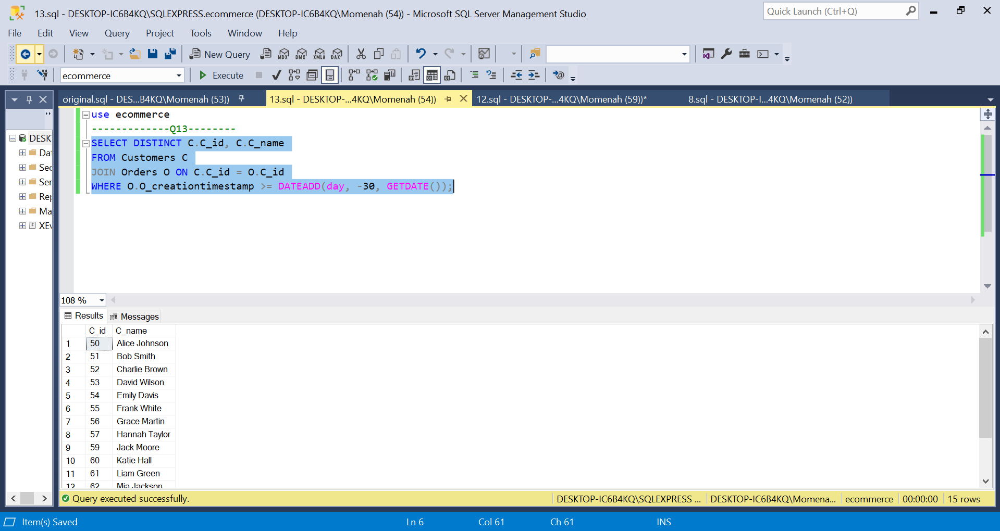 13.sql - DESKTOP-IC6B4KQ\SQLEXPRESS.ecommerce (DESKTOP-IC6B4KQ\Momenah (54)) - Microsoft SQL Server Management Studio
Quick Launch (Ctrl+Q)
File Edit View Query Project Tools Window Help
New Query MDX DMX XMLA DAX
ecommerce Execute
original.sql - DES...B4KQ\Momenah (53)) 13.sql - DESKTOP-...4KQ\Momenah (54)) 12.sql - DESKTOP-...4KQ\Momenah (59))* 8.sql - DESKTOP-I...4KQ\Momenah (52))
DESK
Dat
Sec
Ser
Rep
Ma
XEv
use ecommerce
-------------Q13--------
SELECT DISTINCT C.C_id, C.C_name
FROM Customers C
JOIN Orders O ON C.C_id = O.C_id
WHERE O.O_creationtimestamp >= DATEADD(day, -30, GETDATE());
108 %
Results Messages
C_id C_name
1 50 Alice Johnson
2 51 Bob Smith
3 52 Charlie Brown
4 53 David Wilson
5 54 Emily Davis
6 55 Frank White
7 56 Grace Martin
8 57 Hannah Taylor
9 59 Jack Moore
10 60 Katie Hall
11 61 Liam Green
12 62 Mia Jackson
Query executed successfully. DESKTOP-IC6B4KQ\SQLEXPRESS ... DESKTOP-IC6B4KQ\Momena... ecommerce 00:00:00 15 rows
Item(s) Saved Ln 6 Col 61 Ch 61 INS